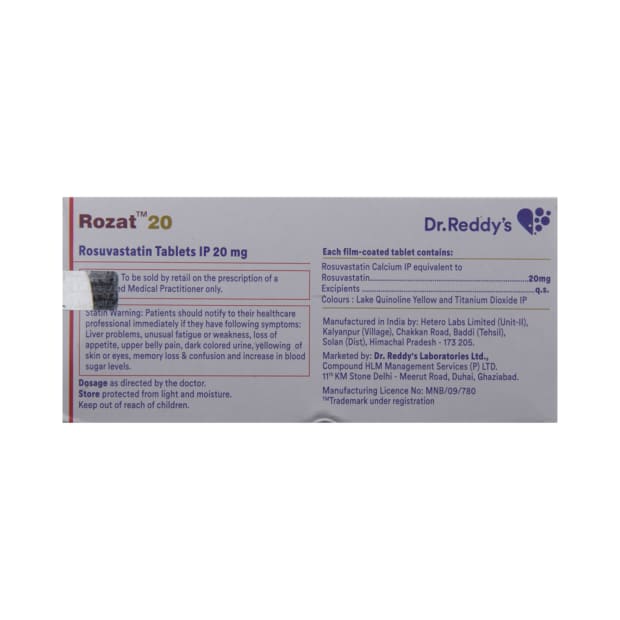 Rozat™20
Dr.Reddy's
Rosuvastatin Tablets IP 20 mg
To be sold by retail on the prescription of a
Medical Practitioner only.
Statin Warning: Patients should notify to their healthcare
professional immediately if they have following symptoms:
Liver problems, unusual fatigue or weakness, loss of
appetite, upper belly pain, dark colored urine, yellowing of
skin or eyes, memory loss & confusion and increase in blood
sugar levels.
Dosage as directed by the doctor.
Store protected from light and moisture.
Keep out of reach of children.
Each film-coated tablet contains:
Rosuvastatin Calcium IP equivalent to
Rosuvastatin....................................................20mg
Excipients ......................................................q.s.
Colours : Lake Quinoline Yellow and Titanium Dioxide IP
Manufactured in India by: Hetero Labs Limited (Unit-II),
Kalyanpur (Village), Chakkan Road, Baddi (Tehsil),
Solan (Dist), Himachal Pradesh - 173 205.
Marketed by: Dr. Reddy's Laboratories Ltd.,
Compound HLM Management Services (P) LTD.
11th KM Stone Delhi - Meerut Road, Duhai, Ghaziabad.
Manufacturing Licence No: MNB/09/780
™Trademark under registration